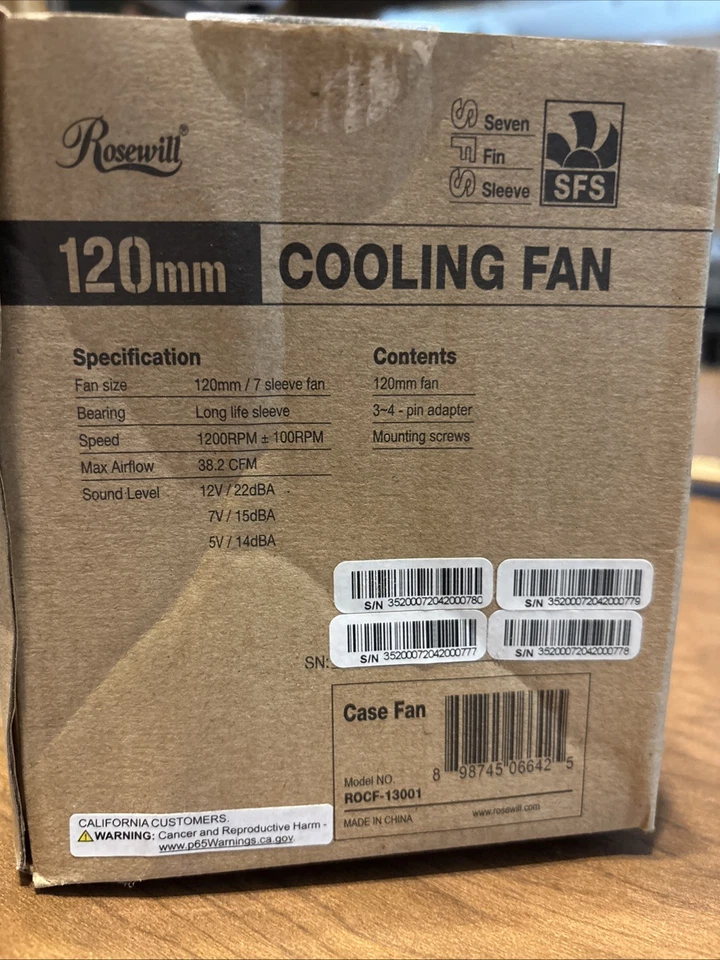 Rosewill®
S Seven
F Fin
S Sleeve
SFS
120mm COOLING FAN
Specification
Fan size 120mm / 7 sleeve fan
Bearing Long life sleeve
Speed 1200RPM ± 100RPM
Max Airflow 38.2 CFM
Sound Level 12V / 22dBA
7V / 15dBA
5V / 14dBA
Contents
120mm fan
3~4 - pin adapter
Mounting screws
S/N 35200072042000780
S/N 35200072042000779
S/N 35200072042000777
S/N 35200072042000778
SN:
Case Fan
8 98745 06642 5
Model NO.
ROCF-13001
MADE IN CHINA
www.rosewill.com
CALIFORNIA CUSTOMERS.
⚠WARNING: Cancer and Reproductive Harm -
www.p65Warnings.ca.gov.